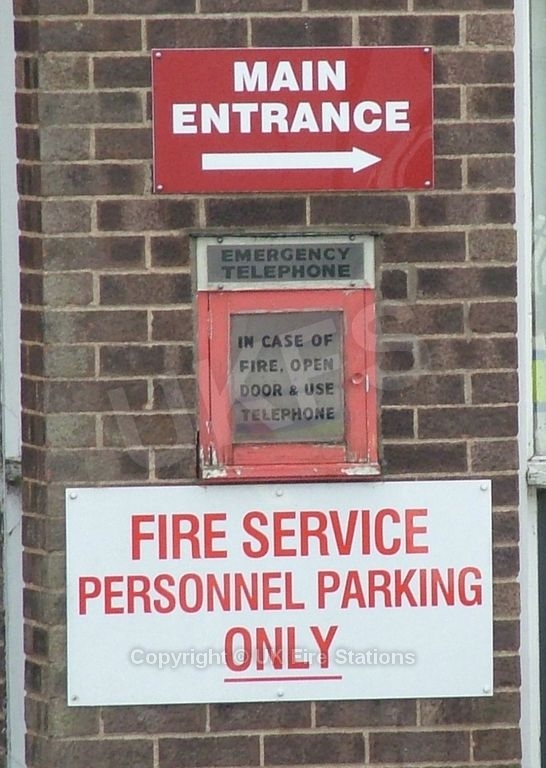 MAIN
ENTRANCE
EMERGENCY
TELEPHONE
IN CASE OF
FIRE, OPEN
DOOR & USE
TELEPHONE
FIRE SERVICE
PERSONNEL PARKING
ONLY
Copyright © UK Fire Stations
UKFS